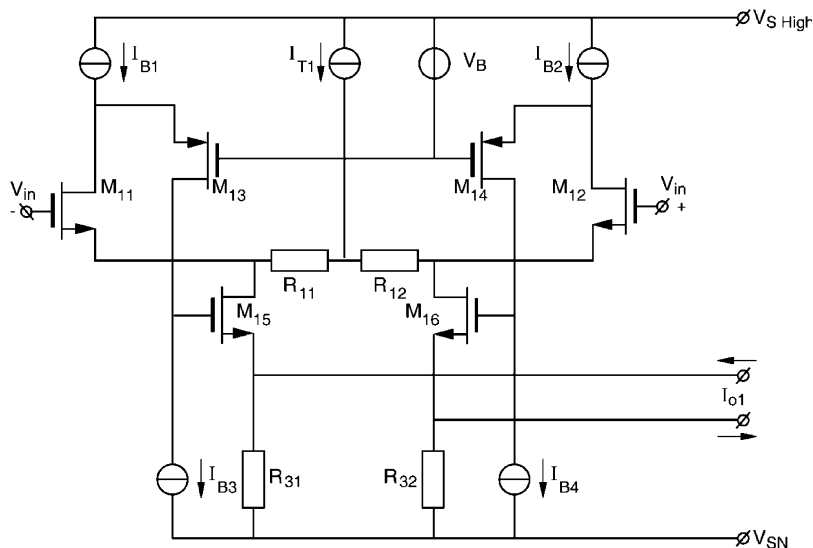 V_S High
I_B1
I_T1
V_B
I_B2
V_in
-
M_11
M_13
M_14
M_12
V_in
+
R_11
R_12
M_15
M_16
I_o1
I_B3
R_31
R_32
I_B4
V_SN